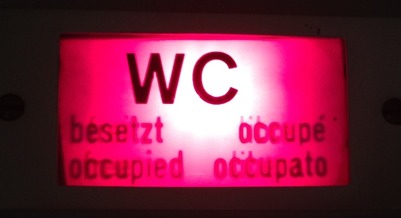 WC
besetzt occupé
occupied occupato